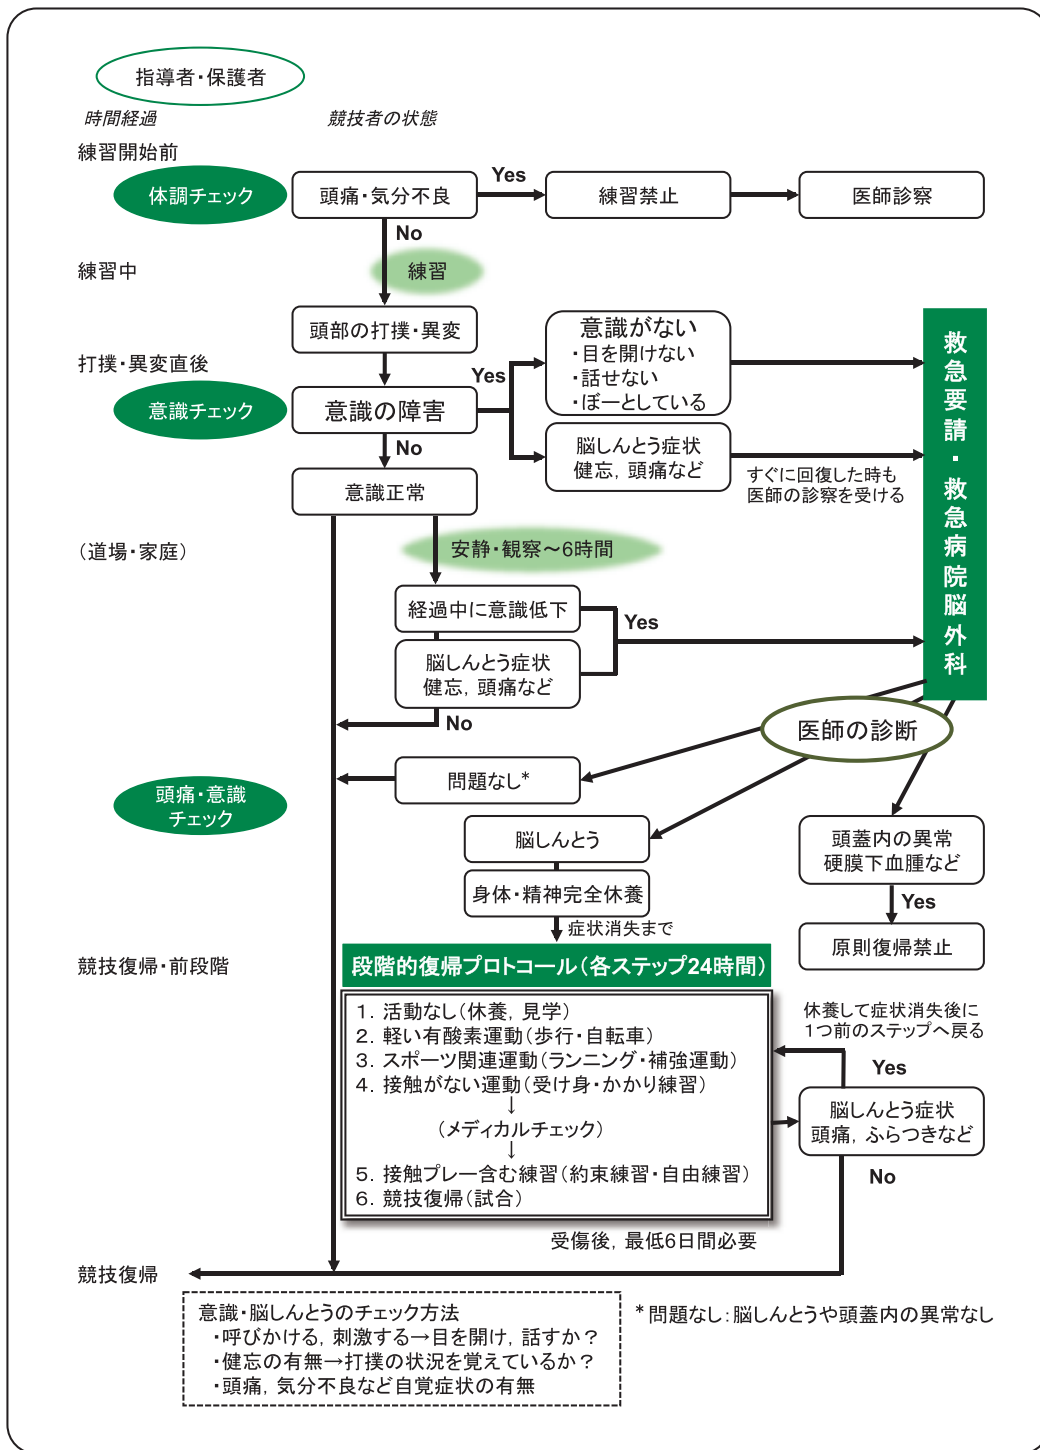 指導者・保護者
時間経過
競技者の状態
練習開始前
体調チェック
頭痛・気分不良
Yes
練習禁止
医師診察
No
練習中
練習
頭部の打撲・異変
打撲・異変直後
意識チェック
意識の障害
Yes
意識がない
・目を開けない
・話せない
・ぼーとしている
脳しんとう症状
健忘，頭痛など
すぐに回復した時も
医師の診察を受ける
救急要請・救急病院脳外科
No
意識正常
（道場・家庭）
安静・観察～6時間
経過中に意識低下
Yes
脳しんとう症状
健忘，頭痛など
No
医師の診断
問題なし*
頭痛・意識
チェック
脳しんとう
身体・精神完全休養
症状消失まで
頭蓋内の異常
硬膜下血腫など
Yes
原則復帰禁止
競技復帰・前段階
段階的復帰プロトコール（各ステップ24時間）
1. 活動なし（休養，見学）
2. 軽い有酸素運動（歩行・自転車）
3. スポーツ関連運動（ランニング・補強運動）
4. 接触がない運動（受け身・かかり練習）
↓
（メディカルチェック）
↓
5. 接触プレー含む練習（約束練習・自由練習）
6. 競技復帰（試合）
休養して症状消失後に
1つ前のステップへ戻る
Yes
脳しんとう症状
頭痛，ふらつきなど
No
受傷後，最低6日間必要
競技復帰
意識・脳しんとうのチェック方法
・呼びかける，刺激する→目を開け，話すか？
・健忘の有無→打撲の状況を覚えているか？
・頭痛，気分不良など自覚症状の有無
*問題なし：脳しんとうや頭蓋内の異常なし